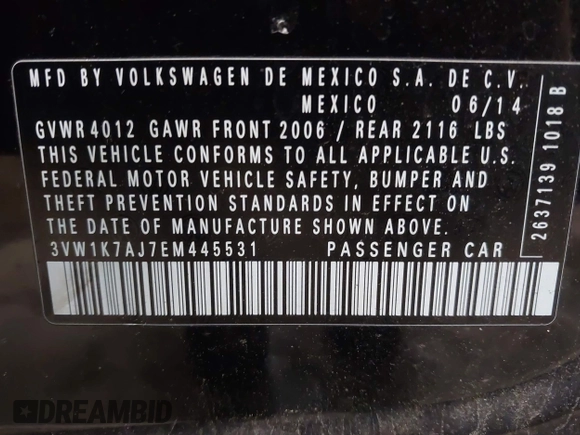 MFD BY VOLKSWAGEN DE MEXICO S.A. DE C.V..
MEXICO 06/14
GVWR 4012 GAWR FRONT 2006 / REAR 2116 LBS
THIS VEHICLE CONFORMS TO ALL APPLICABLE U.S.
FEDERAL MOTOR VEHICLE SAFETY, BUMPER AND
THEFT PREVENTION STANDARDS IN EFFECT ON
THE DATE OF MANUFACTURE SHOWN ABOVE.
3VW1K7AJ7EM445531 PASSENGER CAR
2637139 1018 B
DREAMBID